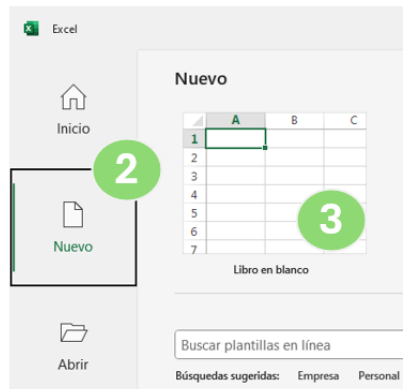 Excel
Inicio
2
Nuevo
Abrir
Nuevo
A B C
1
2
3
4
5
6
7
3
Libro en blanco
Buscar plantillas en línea
Búsquedas sugeridas: Empresa Personal